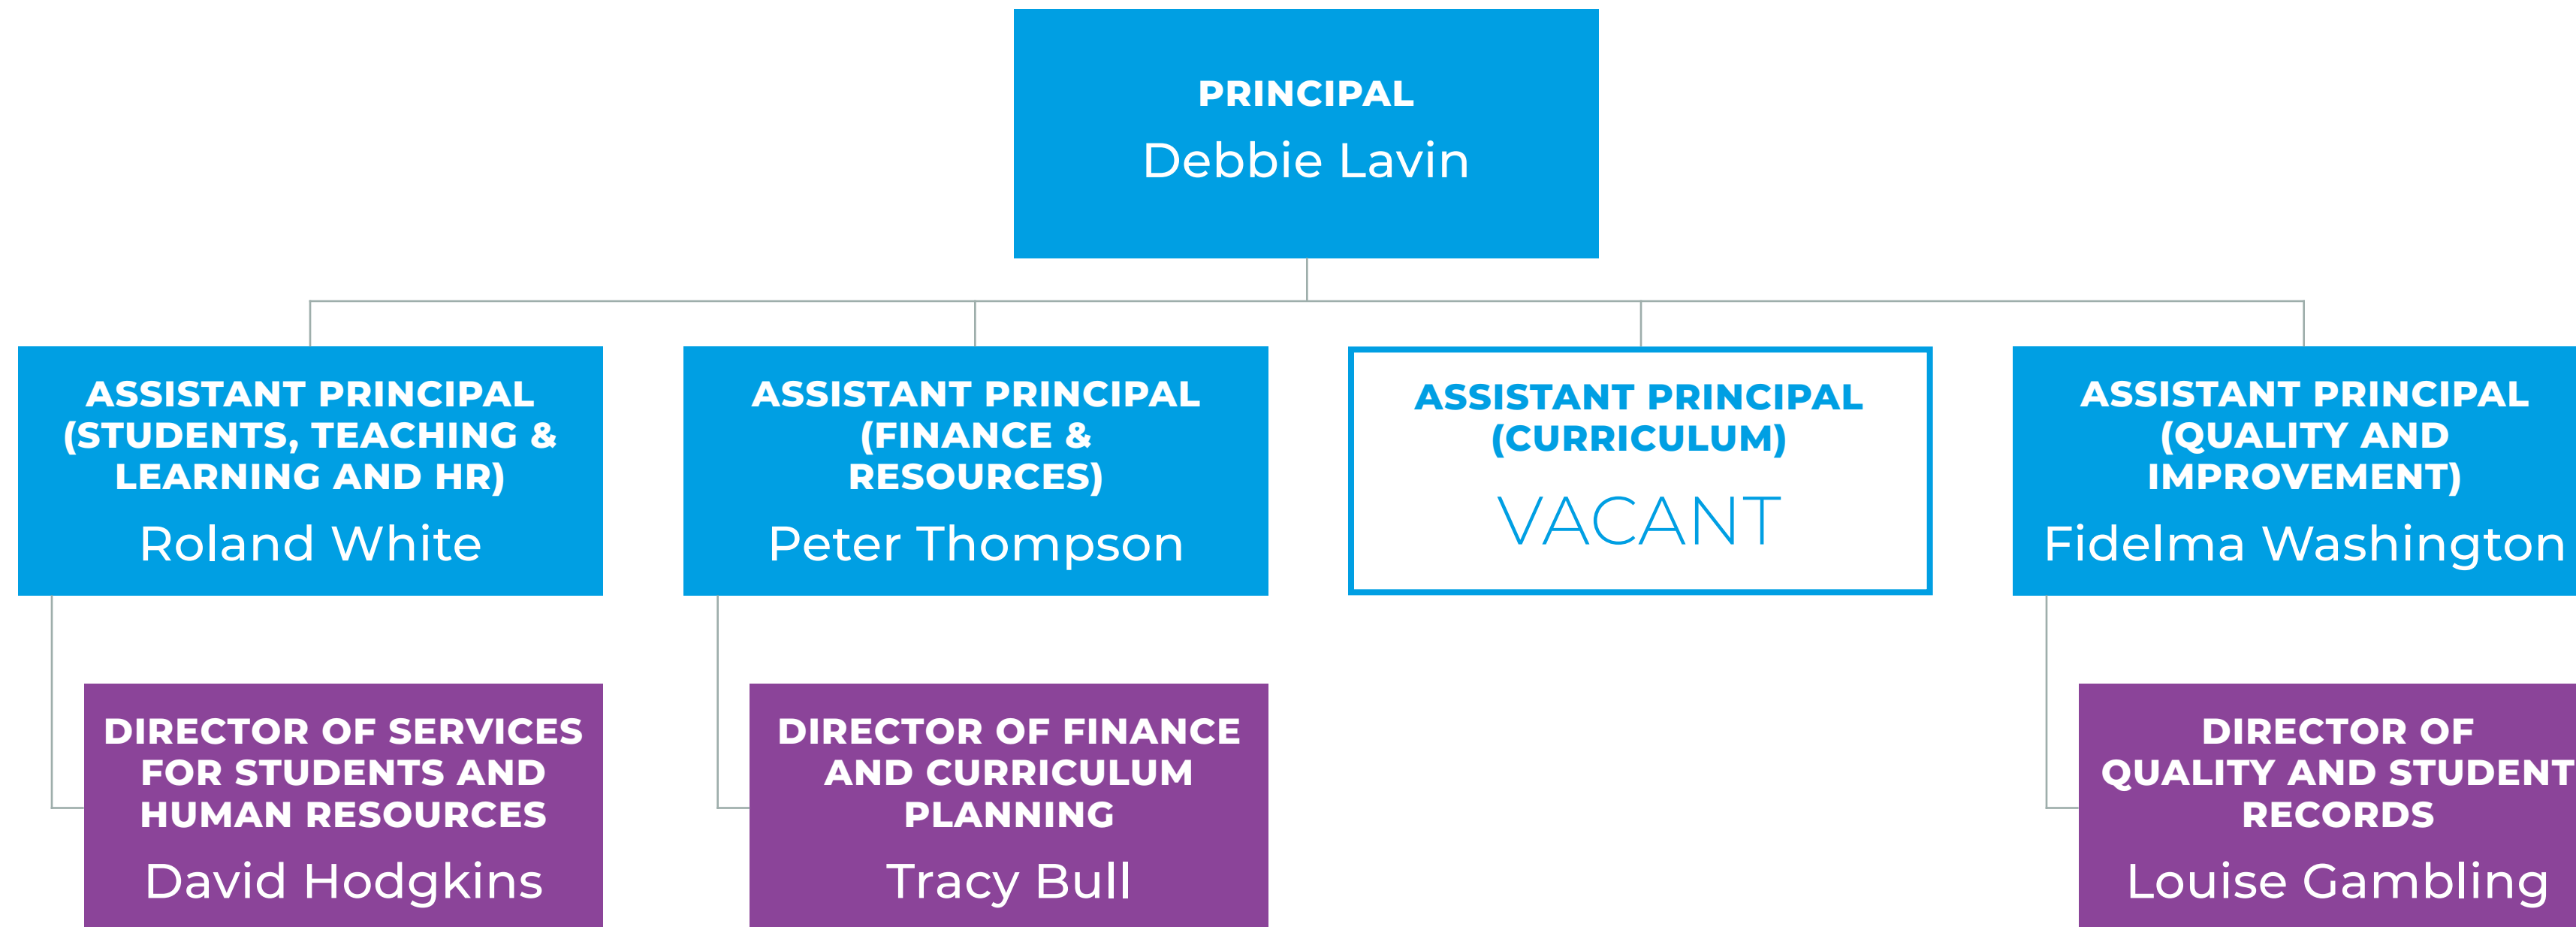 PRINCIPAL
Debbie Lavin
ASSISTANT PRINCIPAL
(STUDENTS, TEACHING &
LEARNING AND HR)
Roland White
ASSISTANT PRINCIPAL
(FINANCE &
RESOURCES)
Peter Thompson
ASSISTANT PRINCIPAL
(CURRICULUM)
VACANT
ASSISTANT PRINCIPAL
(QUALITY AND
IMPROVEMENT)
Fidelma Washington
DIRECTOR OF SERVICES
FOR STUDENTS AND
HUMAN RESOURCES
David Hodgkins
DIRECTOR OF FINANCE
AND CURRICULUM
PLANNING
Tracy Bull
DIRECTOR OF
QUALITY AND STUDENT
RECORDS
Louise Gambling